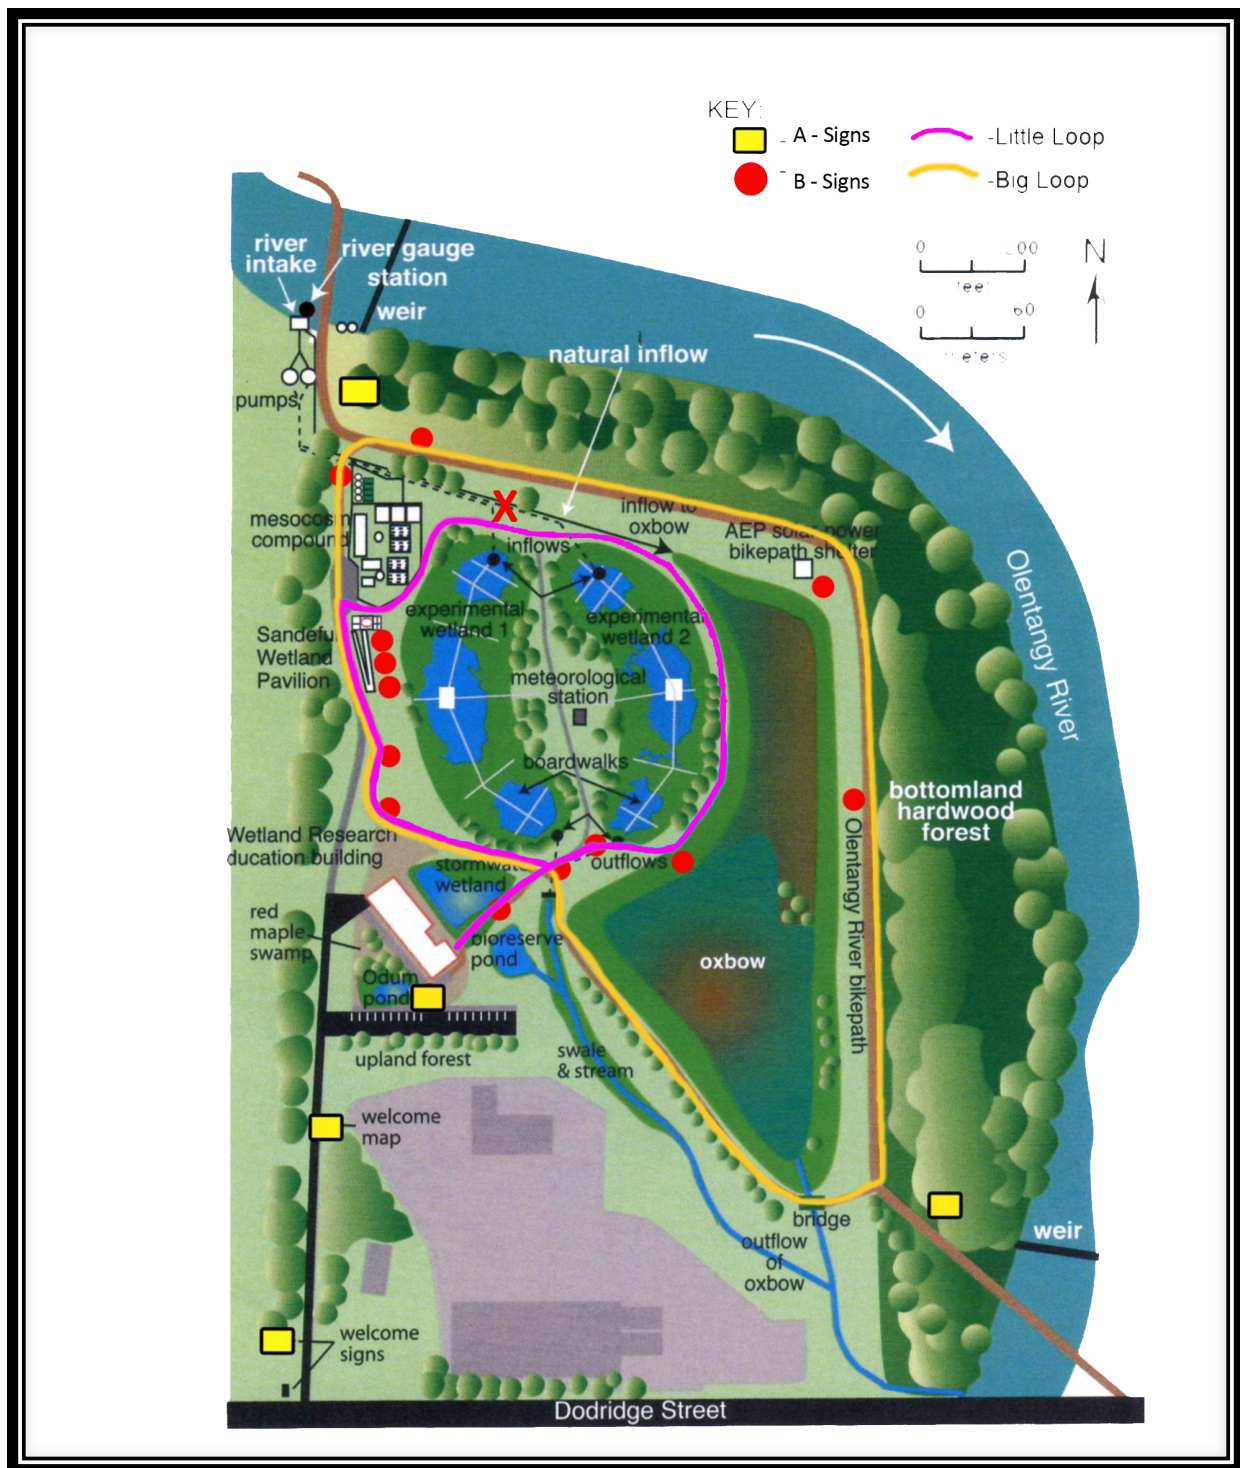 KEY:
- A - Signs
- B - Signs
-Little Loop
-Big Loop
0
feet
0 60
meters
N
river
intake
river gauge
station
weir
natural inflow
pumps
inflow to
oxbow
X
AEP solar power
bikepath shelter
mesocosm
compound
inflows
experimental
wetland 1
experimental
wetland 2
Olentangy River
Sandefur
Wetland
Pavilion
meteorological
station
boardwalks
bottomland
hardwood
forest
Wetland Research
ducation building
stormwate
wetland
outflows
Olentangy River bikepath
red
maple
swamp
bioreserve
pond
oxbow
Odum
pond
upland forest
swale
& stream
welcome
map
bridge
outflow
of
oxbow
weir
welcome
signs
Dodridge Street